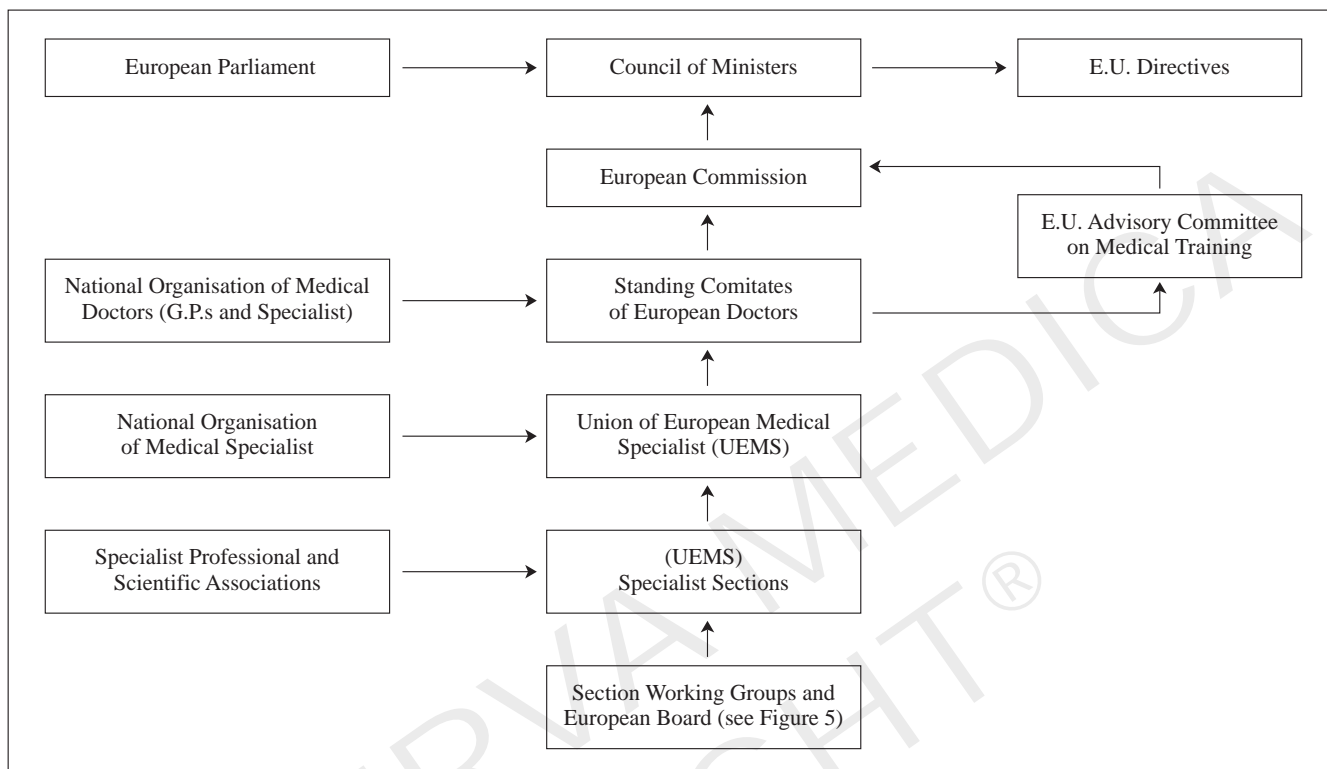 European Parliament
Council of Ministers
E.U. Directives
European Commission
E.U. Advisory Committee
on Medical Training
National Organisation of Medical
Doctors (G.P.s and Specialist)
Standing Comitates
of European Doctors
National Organisation
of Medical Specialist
Union of European Medical
Specialist (UEMS)
Specialist Professional and
Scientific Associations
(UEMS)
Specialist Sections
Section Working Groups and
European Board (see Figure 5)
MEDICA
®